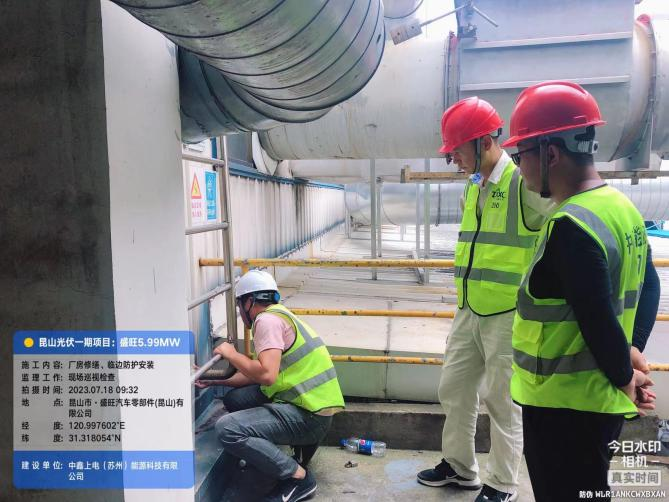 ZXC
昆山光伏一期项目：盛旺5.99MW
施工内容：厂房修缮、临边防护安装
监理工作：现场巡视检查
拍摄时间：2023.07.18 09:32
地点：昆山市·盛旺汽车零部件(昆山)有
限公司
经度：120.997602°E
纬度：31.318054°N
建设单位：中鑫上电（苏州）能源科技有限
公司
今日水印
相机
真实时间
防伪 WLR1ANKCWXBXAN